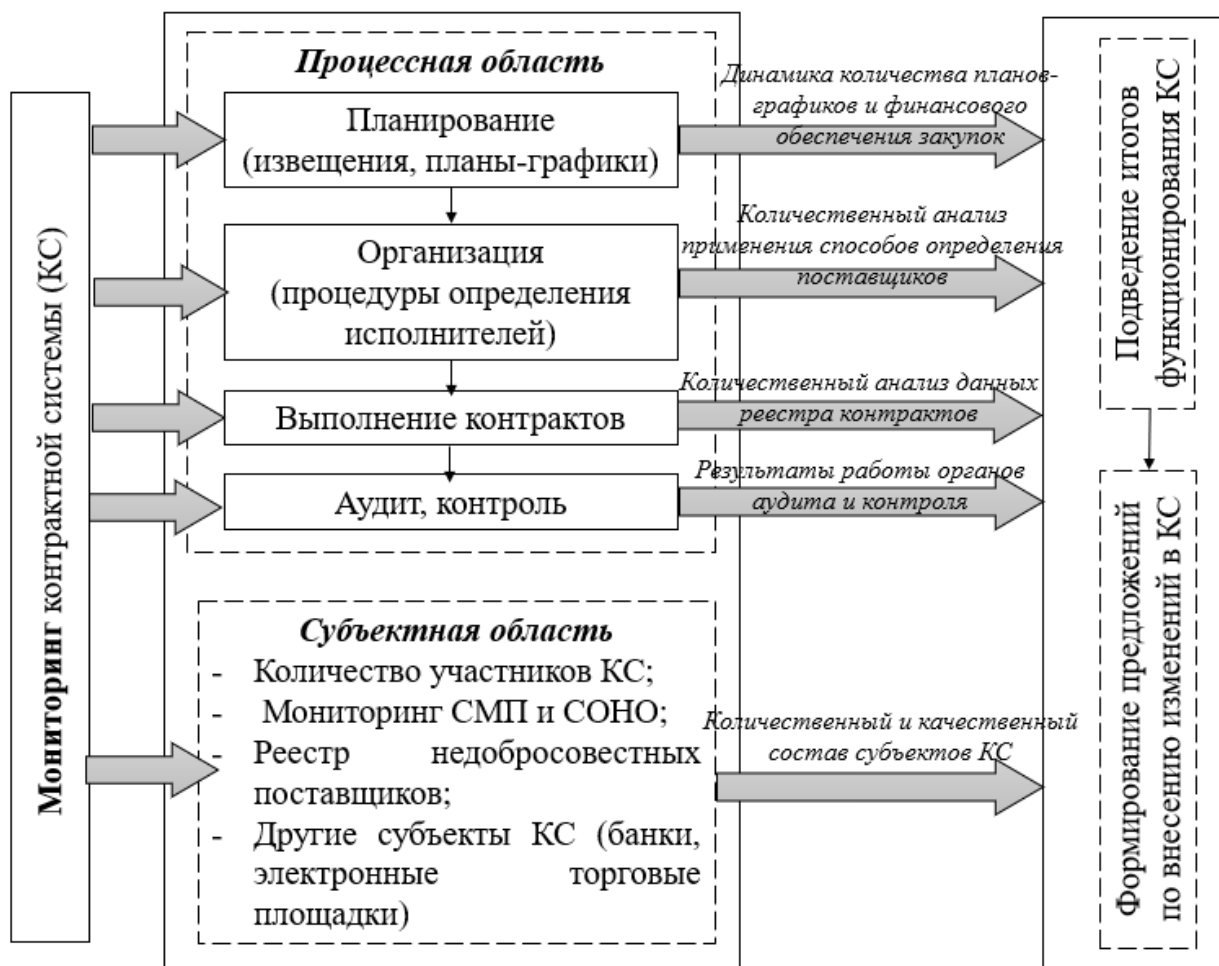 Мониторинг контрактной системы (КС)
Процессная область
Планирование
(извещения, планы-графики)
Организация
(процедуры определения
исполнителей)
Выполнение контрактов
Аудит, контроль
Динамика количества планов-
графиков и финансового
обеспечения закупок
Количественный анализ
применения способов определения
поставщиков
Количественный анализ данных
реестра контрактов
Результаты работы органов
аудита и контроля
Субъектная область
- Количество участников КС;
- Мониторинг СМП и СОНО;
- Реестр недобросовестных
поставщиков;
- Другие субъекты КС (банки,
электронные торговые
площадки)
Количественный и качественный
состав субъектов КС
Подведение итогов
функционирования КС
Формирование предложений
по внесению изменений в КС